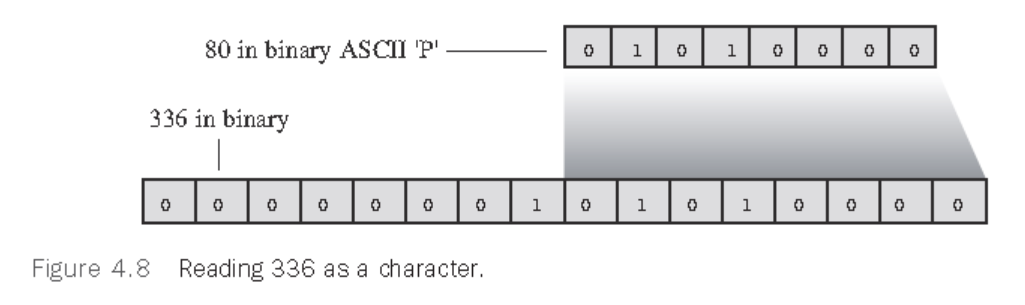 80 in binary ASCII 'P'
0 1 0 1 0 0 0 0
336 in binary
0 0 0 0 0 0 0 1 0 1 0 1 0 0 0 0
Figure 4.8 Reading 336 as a character.